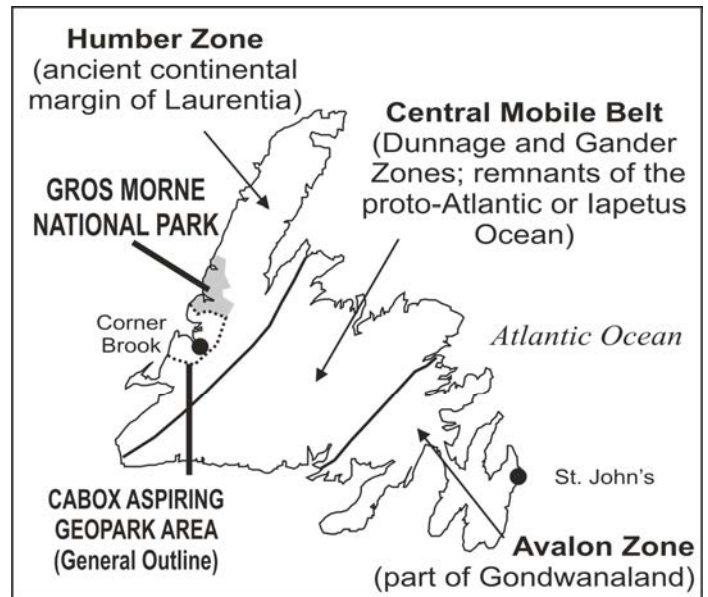 Humber Zone
(ancient continental
margin of Laurentia)
Central Mobile Belt
(Dunnage and Gander
Zones; remnants of the
proto-Atlantic or Iapetus
Ocean)
GROS MORNE
NATIONAL PARK
Corner
Brook
Atlantic Ocean
St. John's
CABOX ASPIRING
GEOPARK AREA
(General Outline)
Avalon Zone
(part of Gondwanaland)